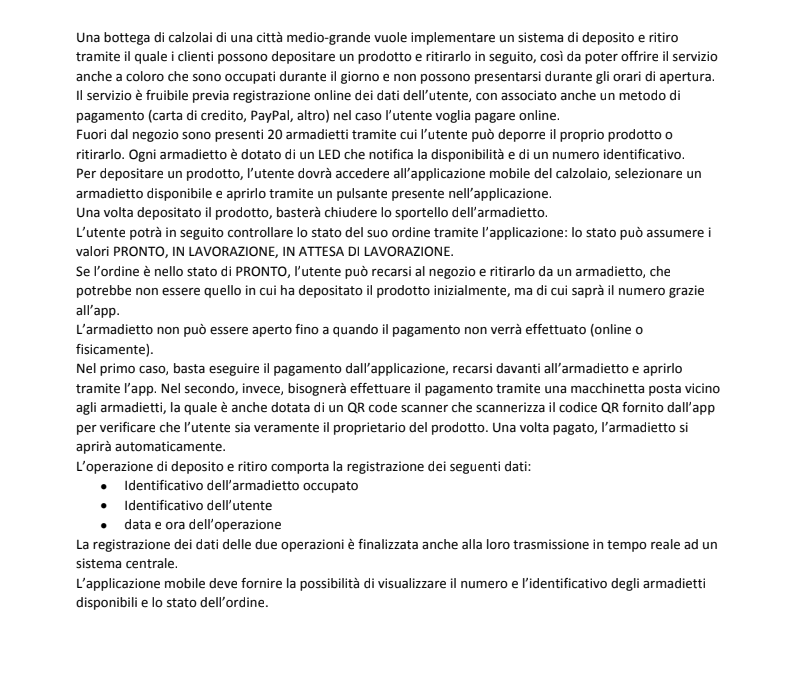 Una bottega di calzolai di una città medio-grande vuole implementare un sistema di deposito e ritiro
tramite il quale i clienti possono depositare un prodotto e ritirarlo in seguito, così da poter offrire il servizio
anche a coloro che sono occupati durante il giorno e non possono presentarsi durante gli orari di apertura.
Il servizio è fruibile previa registrazione online dei dati dell’utente, con associato anche un metodo di
pagamento (carta di credito, PayPal, altro) nel caso l’utente voglia pagare online.
Fuori dal negozio sono presenti 20 armadietti tramite cui l’utente può deporre il proprio prodotto o
ritirarlo. Ogni armadietto è dotato di un LED che notifica la disponibilità e di un numero identificativo.
Per depositare un prodotto, l’utente dovrà accedere all’applicazione mobile del calzolaio, selezionare un
armadietto disponibile e aprirlo tramite un pulsante presente nell’applicazione.
Una volta depositato il prodotto, basterà chiudere lo sportello dell’armadietto.
L’utente potrà in seguito controllare lo stato del suo ordine tramite l’applicazione: lo stato può assumere i
valori PRONTO, IN LAVORAZIONE, IN ATTESA DI LAVORAZIONE.
Se l’ordine è nello stato di PRONTO, l’utente può recarsi al negozio e ritirarlo da un armadietto, che
potrebbe non essere quello in cui ha depositato il prodotto inizialmente, ma di cui saprà il numero grazie
all’app.
L’armadietto non può essere aperto fino a quando il pagamento non verrà effettuato (online o
fisicamente).
Nel primo caso, basta eseguire il pagamento dall’applicazione, recarsi davanti all’armadietto e aprirlo
tramite l’app. Nel secondo, invece, bisognerà effettuare il pagamento tramite una macchinetta posta vicino
agli armadietti, la quale è anche dotata di un QR code scanner che scannerizza il codice QR fornito dall’app
per verificare che l’utente sia veramente il proprietario del prodotto. Una volta pagato, l’armadietto si
aprirà automaticamente.
L’operazione di deposito e ritiro comporta la registrazione dei seguenti dati:
• Identificativo dell’armadietto occupato
• Identificativo dell’utente
• data e ora dell’operazione
La registrazione dei dati delle due operazioni è finalizzata anche alla loro trasmissione in tempo reale ad un
sistema centrale.
L’applicazione mobile deve fornire la possibilità di visualizzare il numero e l’identificativo degli armadietti
disponibili e lo stato dell’ordine.